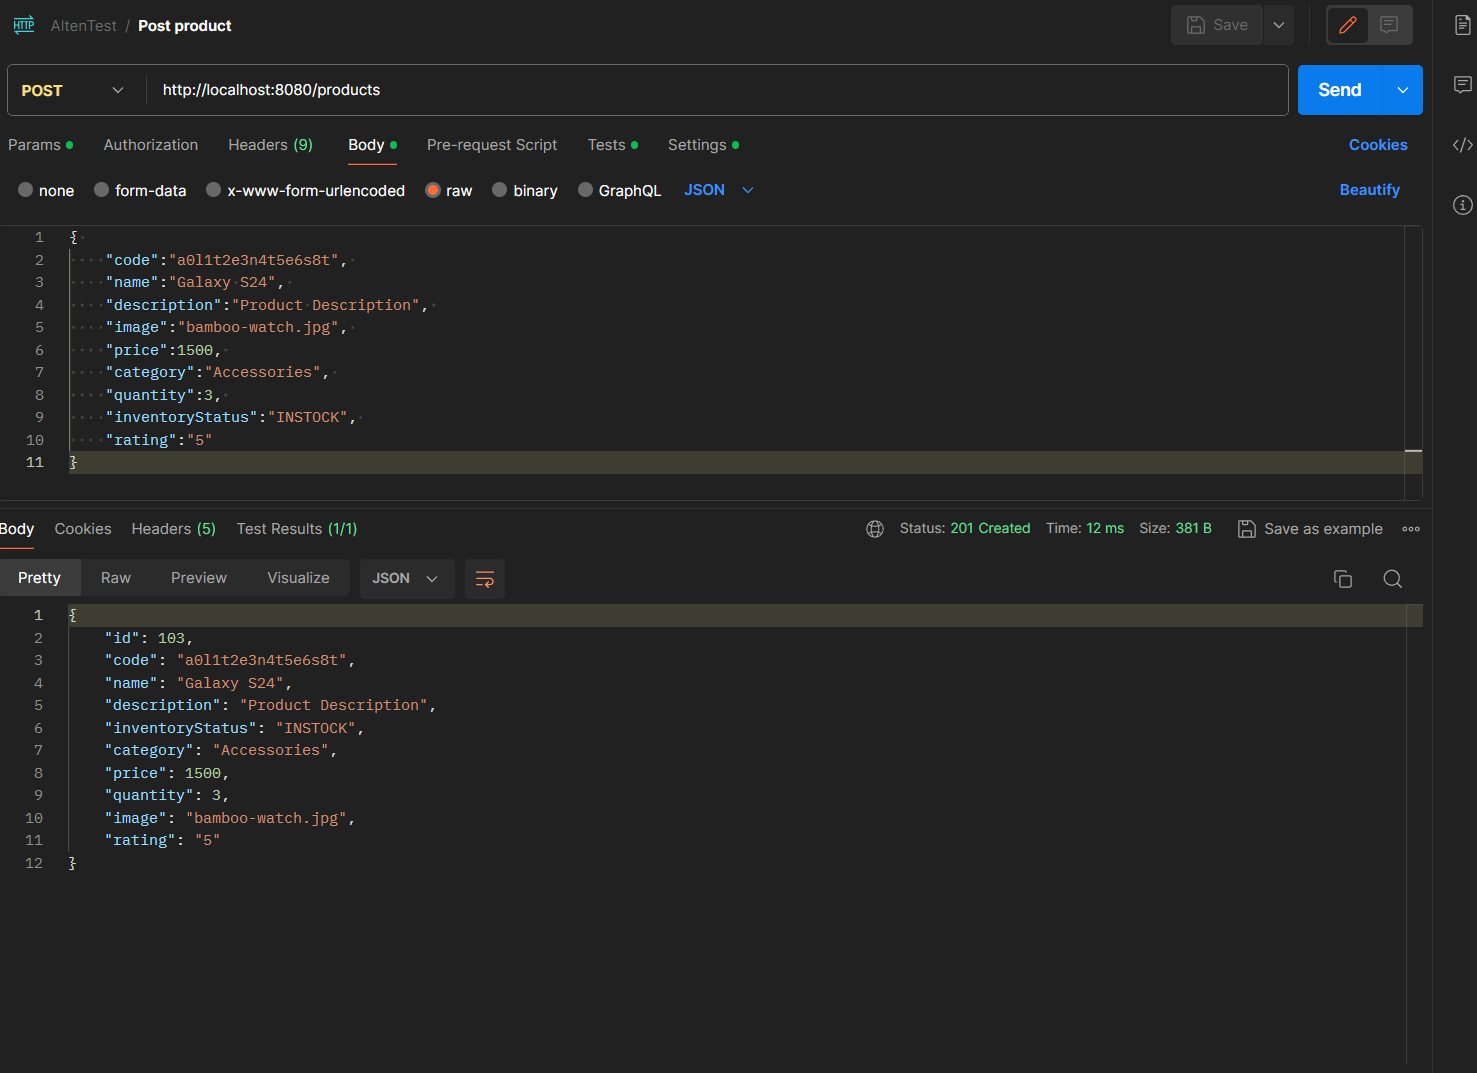 HTTP AltenTest / Post product Save
POST http://localhost:8080/products Send
Params Authorization Headers (9) Body Pre-request Script Tests Settings Cookies
none form-data x-www-form-urlencoded raw binary GraphQL JSON Beautify
1 {
2 "code":"a0l1t2e3n4t5e6s8t",
3 "name":"Galaxy S24",
4 "description":"Product Description",
5 "image":"bamboo-watch.jpg",
6 "price":1500,
7 "category":"Accessories",
8 "quantity":3,
9 "inventoryStatus":"INSTOCK",
10 "rating":"5"
11 }
Body Cookies Headers (5) Test Results (1/1) Status: 201 Created Time: 12 ms Size: 381 B Save as example
Pretty Raw Preview Visualize JSON
1 {
2 "id": 103,
3 "code": "a0l1t2e3n4t5e6s8t",
4 "name": "Galaxy S24",
5 "description": "Product Description",
6 "inventoryStatus": "INSTOCK",
7 "category": "Accessories",
8 "price": 1500,
9 "quantity": 3,
10 "image": "bamboo-watch.jpg",
11 "rating": "5"
12 }